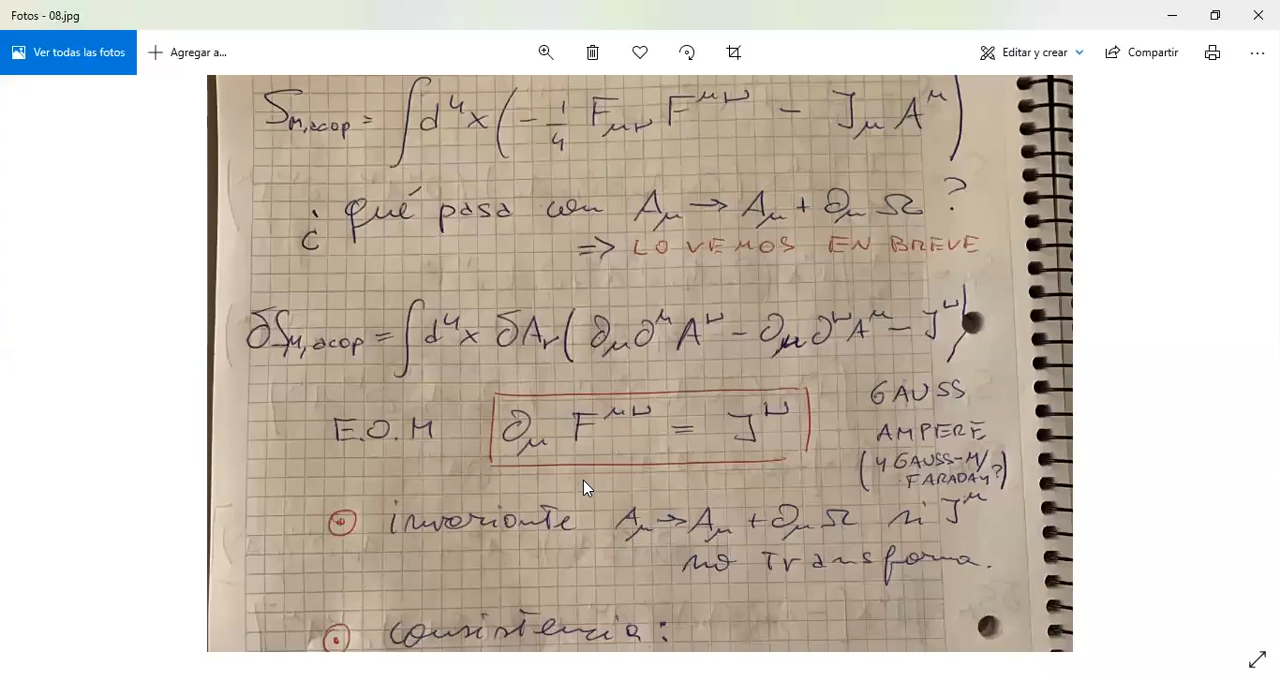 Fotos - 08.jpg
Ver todas las fotos
Agregar a...
Editar y crear
Compartir
S_{M,acop} = ∫ d⁴x ( - 1/4 F_{μν} F^{μν} - J_μ A^μ )
¿ qué pasa con A_μ → A_μ + ∂_μ Ω ?
=> LO VEMOS EN BREVE
δS_{M,acop} = ∫ d⁴x δA_ν ( ∂_μ ∂^μ A^ν - ∂_μ ∂^ν A^μ - J^ν )
GAUSS
E.O.M ∂_μ F^{μν} = J^ν
AMPERE
(y GAUSS-M/
FARADAY?)
invariante A_μ → A_μ + ∂_μ Ω si J^μ
no transforma.
consistencia: